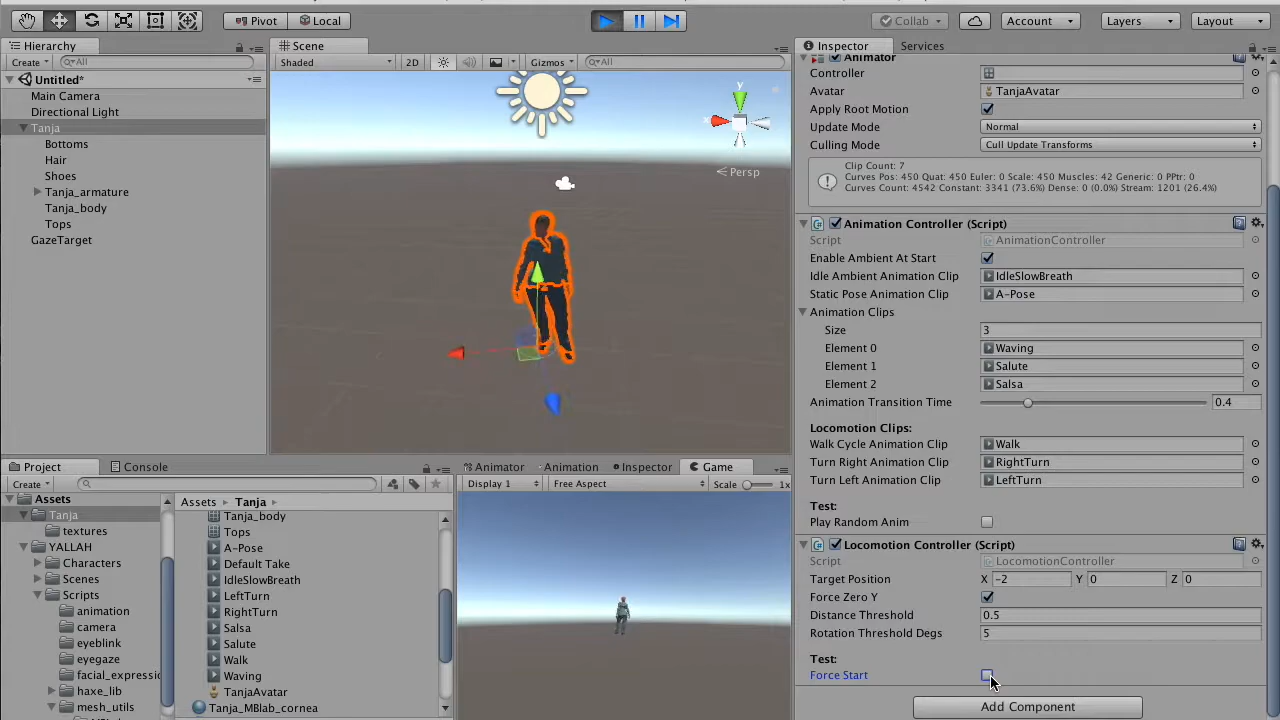 Pivot
Local
Collab
Account
Layers
Layout
Hierarchy
Create
All
Untitled*
Main Camera
Directional Light
Tanja
Bottoms
Hair
Shoes
Tanja_armature
Tanja_body
Tops
GazeTarget
Scene
Shaded
2D
Gizmos
All
y
Persp
Inspector
Services
Animator
Controller
Avatar
TanjaAvatar
Apply Root Motion
Update Mode
Normal
Culling Mode
Cull Update Transforms
Clip Count: 7
Curves Pos: 450 Quat: 450 Euler: 0 Scale: 450 Muscles: 42 Generic: 0 PPtr: 0
Curves Count: 4542 Constant: 3341 (73.6%) Dense: 0 (0.0%) Stream: 1201 (26.4%)
Animation Controller (Script)
Script
AnimationController
Enable Ambient At Start
Idle Ambient Animation Clip
IdleSlowBreath
Static Pose Animation Clip
A-Pose
Animation Clips
Size
3
Element 0
Waving
Element 1
Salute
Element 2
Salsa
Animation Transition Time
0.4
Locomotion Clips:
Walk Cycle Animation Clip
Walk
Turn Right Animation Clip
RightTurn
Turn Left Animation Clip
LeftTurn
Test:
Play Random Anim
Locomotion Controller (Script)
Script
LocomotionController
Target Position
X -2 Y 0 Z 0
Force Zero Y
Distance Threshold
0.5
Rotation Threshold Degs
5
Test:
Force Start
Add Component
Project
Console
Create
Assets
Tanja
textures
YALLAH
Characters
Scenes
Scripts
animation
camera
eyeblink
eyegaze
facial_expressio
haxe_lib
mesh_utils
Assets
Tanja
Tanja_body
Tops
A-Pose
Default Take
IdleSlowBreath
LeftTurn
RightTurn
Salsa
Salute
Walk
Waving
TanjaAvatar
Tanja_MBlab_cornea
Animator
Animation
Inspector
Game
Display 1
Free Aspect
Scale
1x